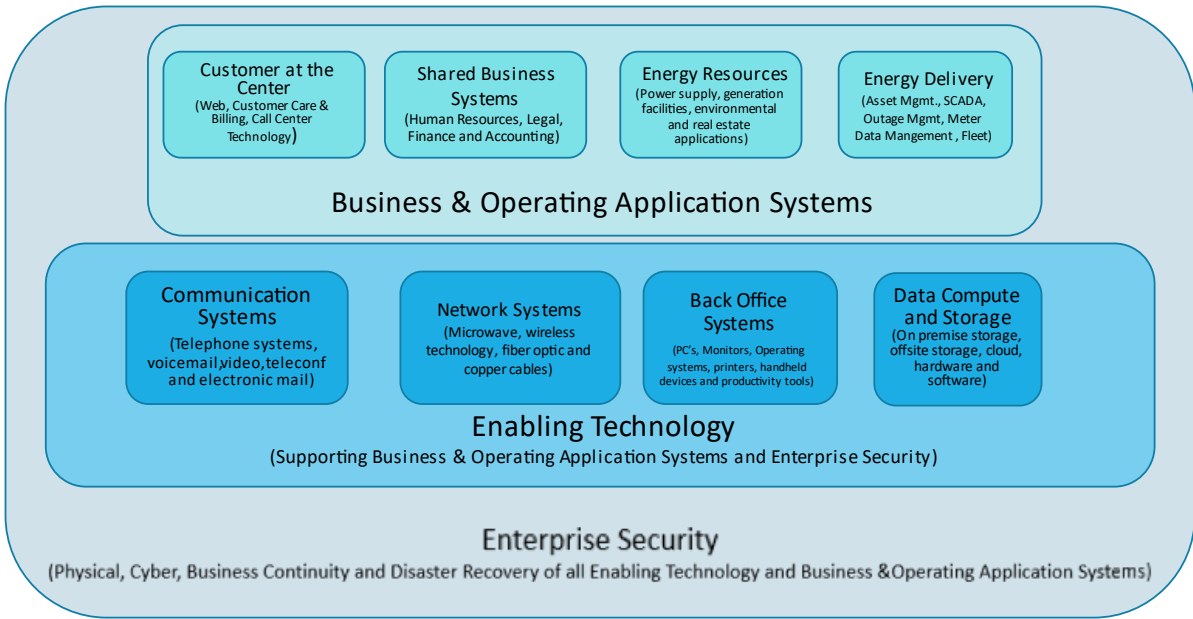 Customer at the
Center
(Web, Customer Care &
Billing, Call Center
Technology)
Shared Business
Systems
(Human Resources, Legal,
Finance and Accounting)
Energy Resources
(Power supply, generation
facilities, environmental
and real estate
applications)
Energy Delivery
(Asset Mgmt., SCADA,
Outage Mgmt, Meter
Data Mangement , Fleet)
Business & Operating Application Systems
Communication
Systems
(Telephone systems,
voicemail,video,teleconf
and electronic mail)
Network Systems
(Microwave, wireless
technology, fiber optic and
copper cables)
Back Office
Systems
(PC's, Monitors, Operating
systems, printers, handheld
devices and productivity tools)
Data Compute
and Storage
(On premise storage,
offsite storage, cloud,
hardware and
software)
Enabling Technology
(Supporting Business & Operating Application Systems and Enterprise Security)
Enterprise Security
(Physical, Cyber, Business Continuity and Disaster Recovery of all Enabling Technology and Business &Operating Application Systems)